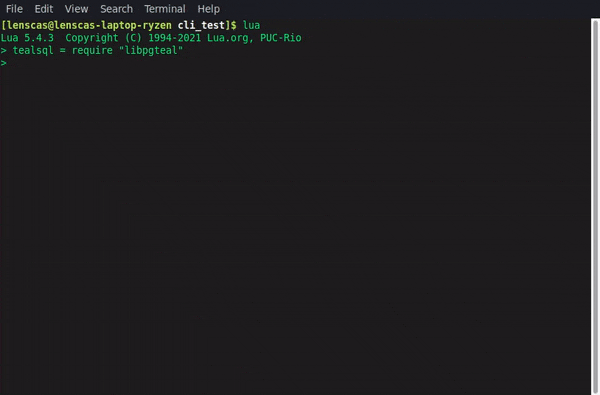 File Edit View Search Terminal Help
[lenscas@lenscas-laptop-ryzen cli_test]$ lua
Lua 5.4.3  Copyright (C) 1994-2021 Lua.org, PUC-Rio
> tealsql = require "libpgteal"
>